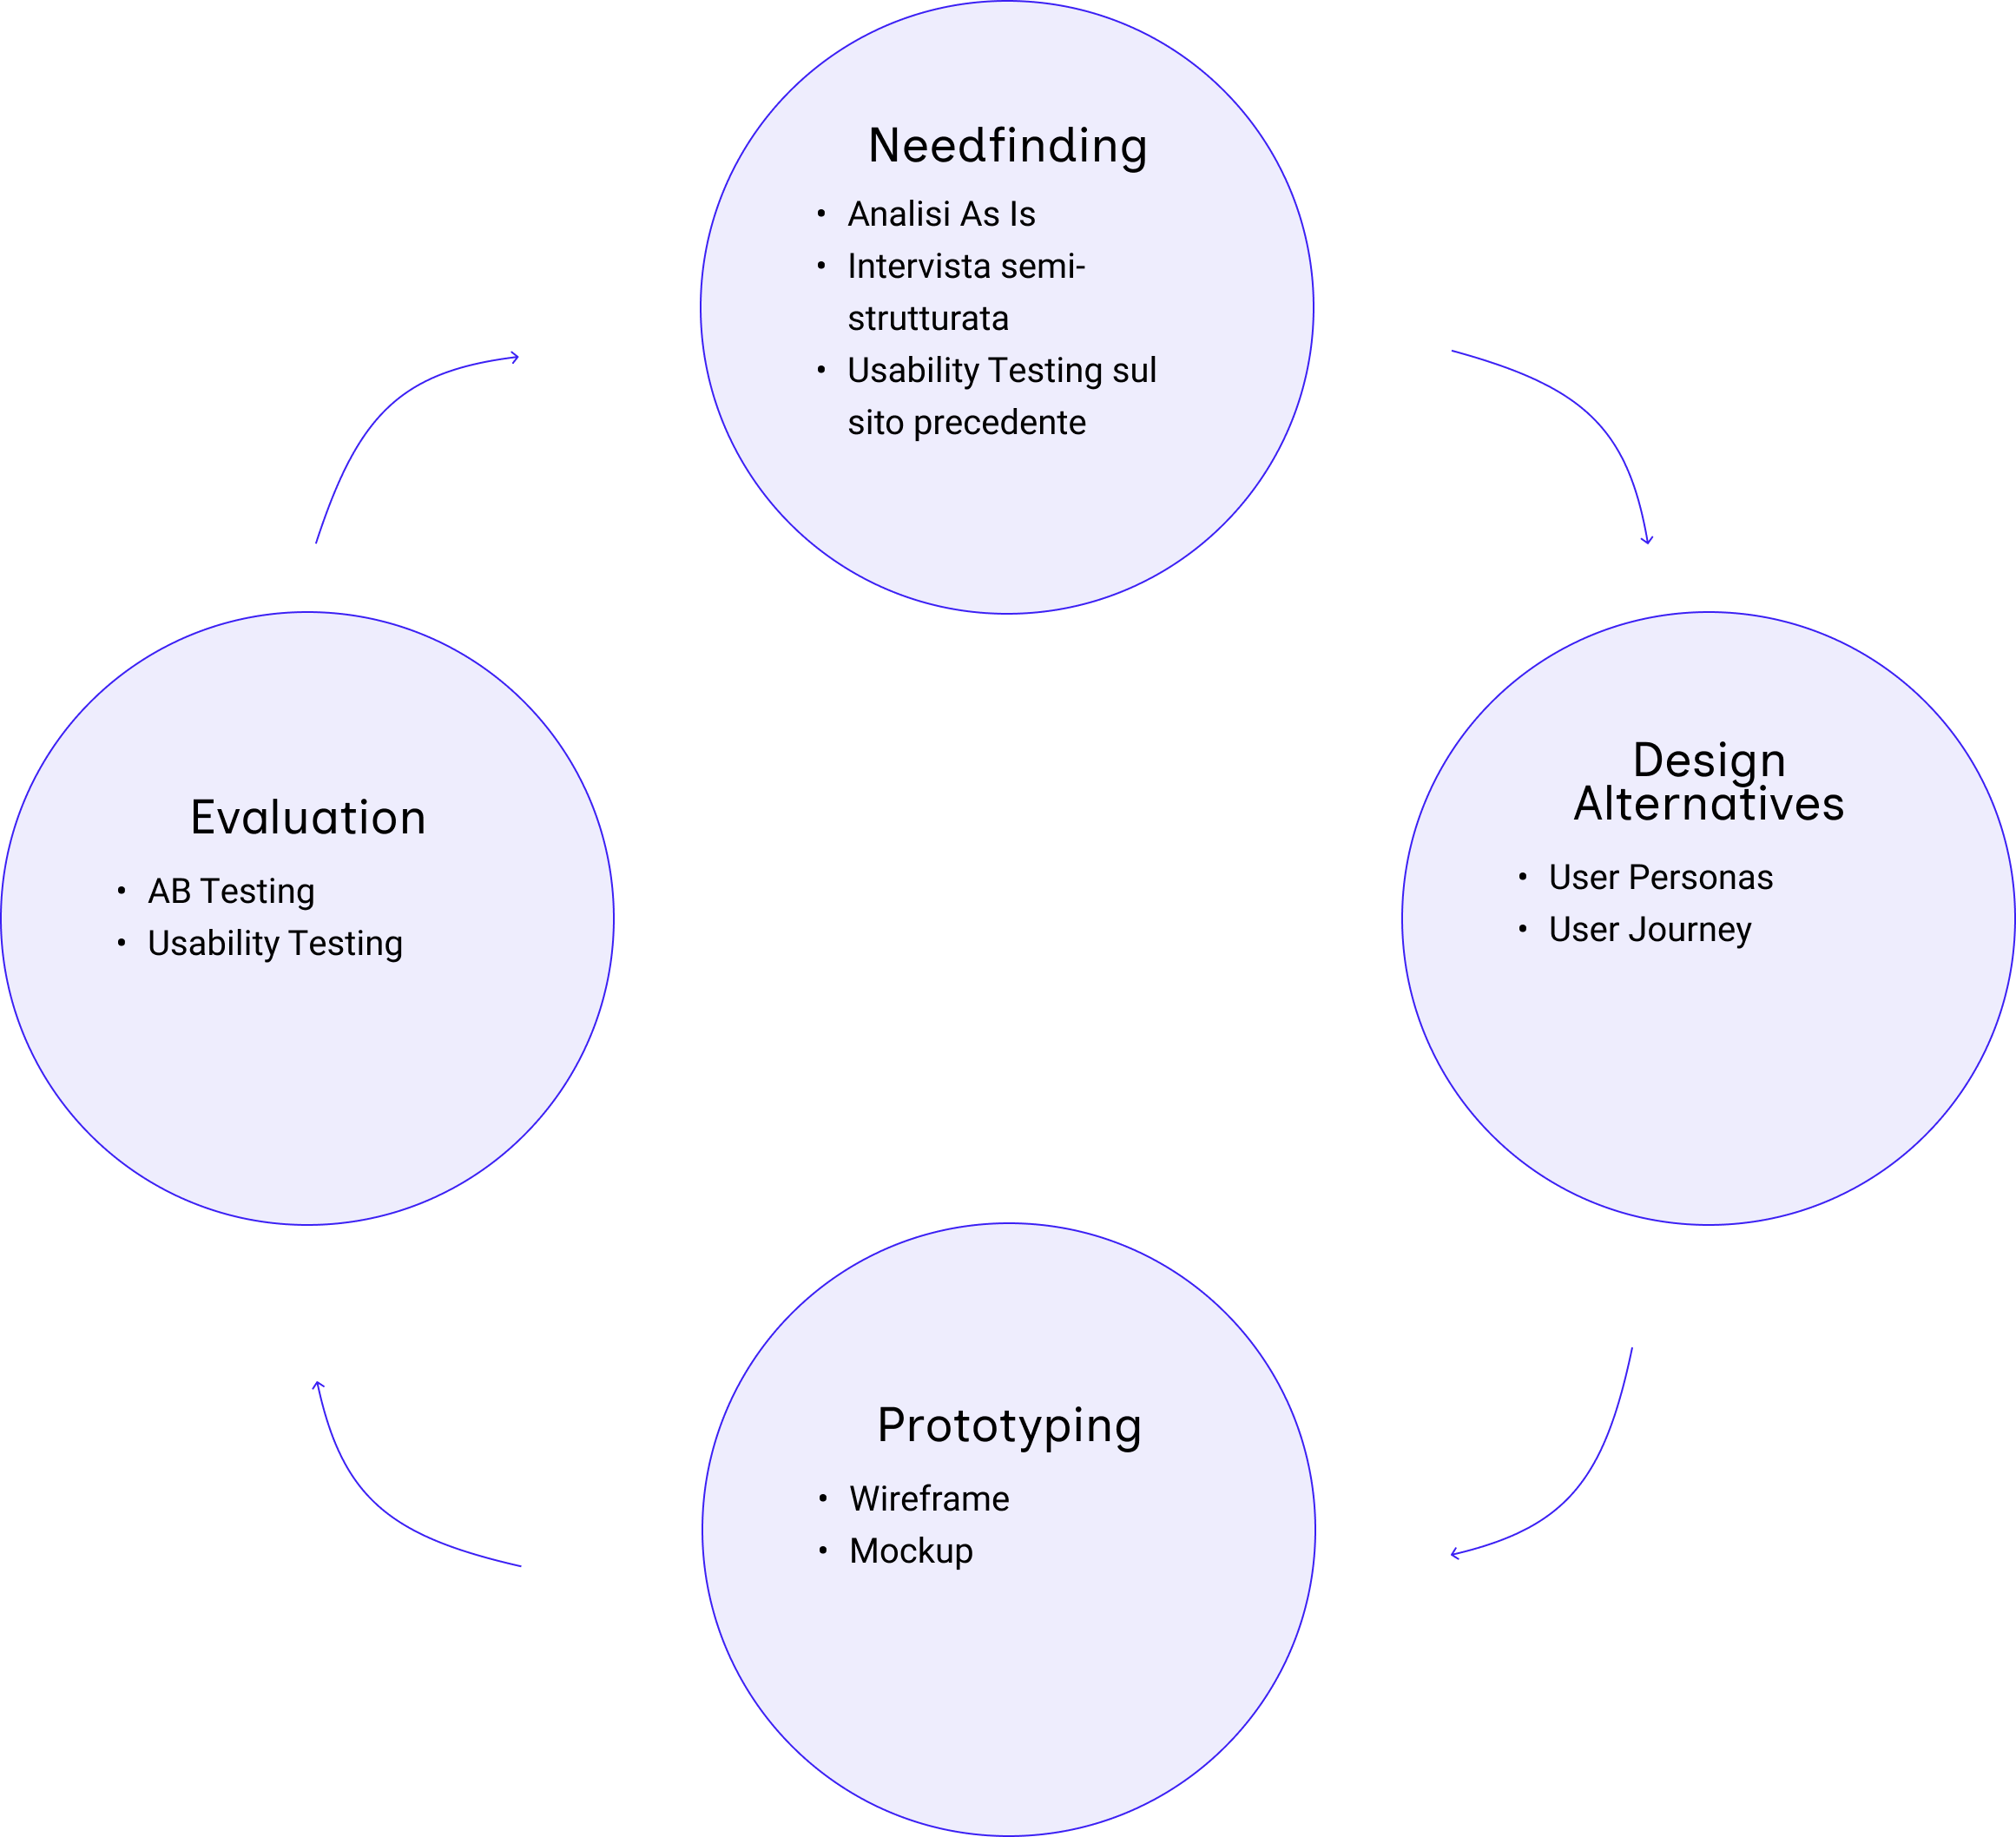 Needfinding
• Analisi As Is
• Intervista semi-
strutturata
• Usability Testing sul
sito precedente
Design
Alternatives
• User Personas
• User Journey
Evaluation
• AB Testing
• Usability Testing
Prototyping
• Wireframe
• Mockup